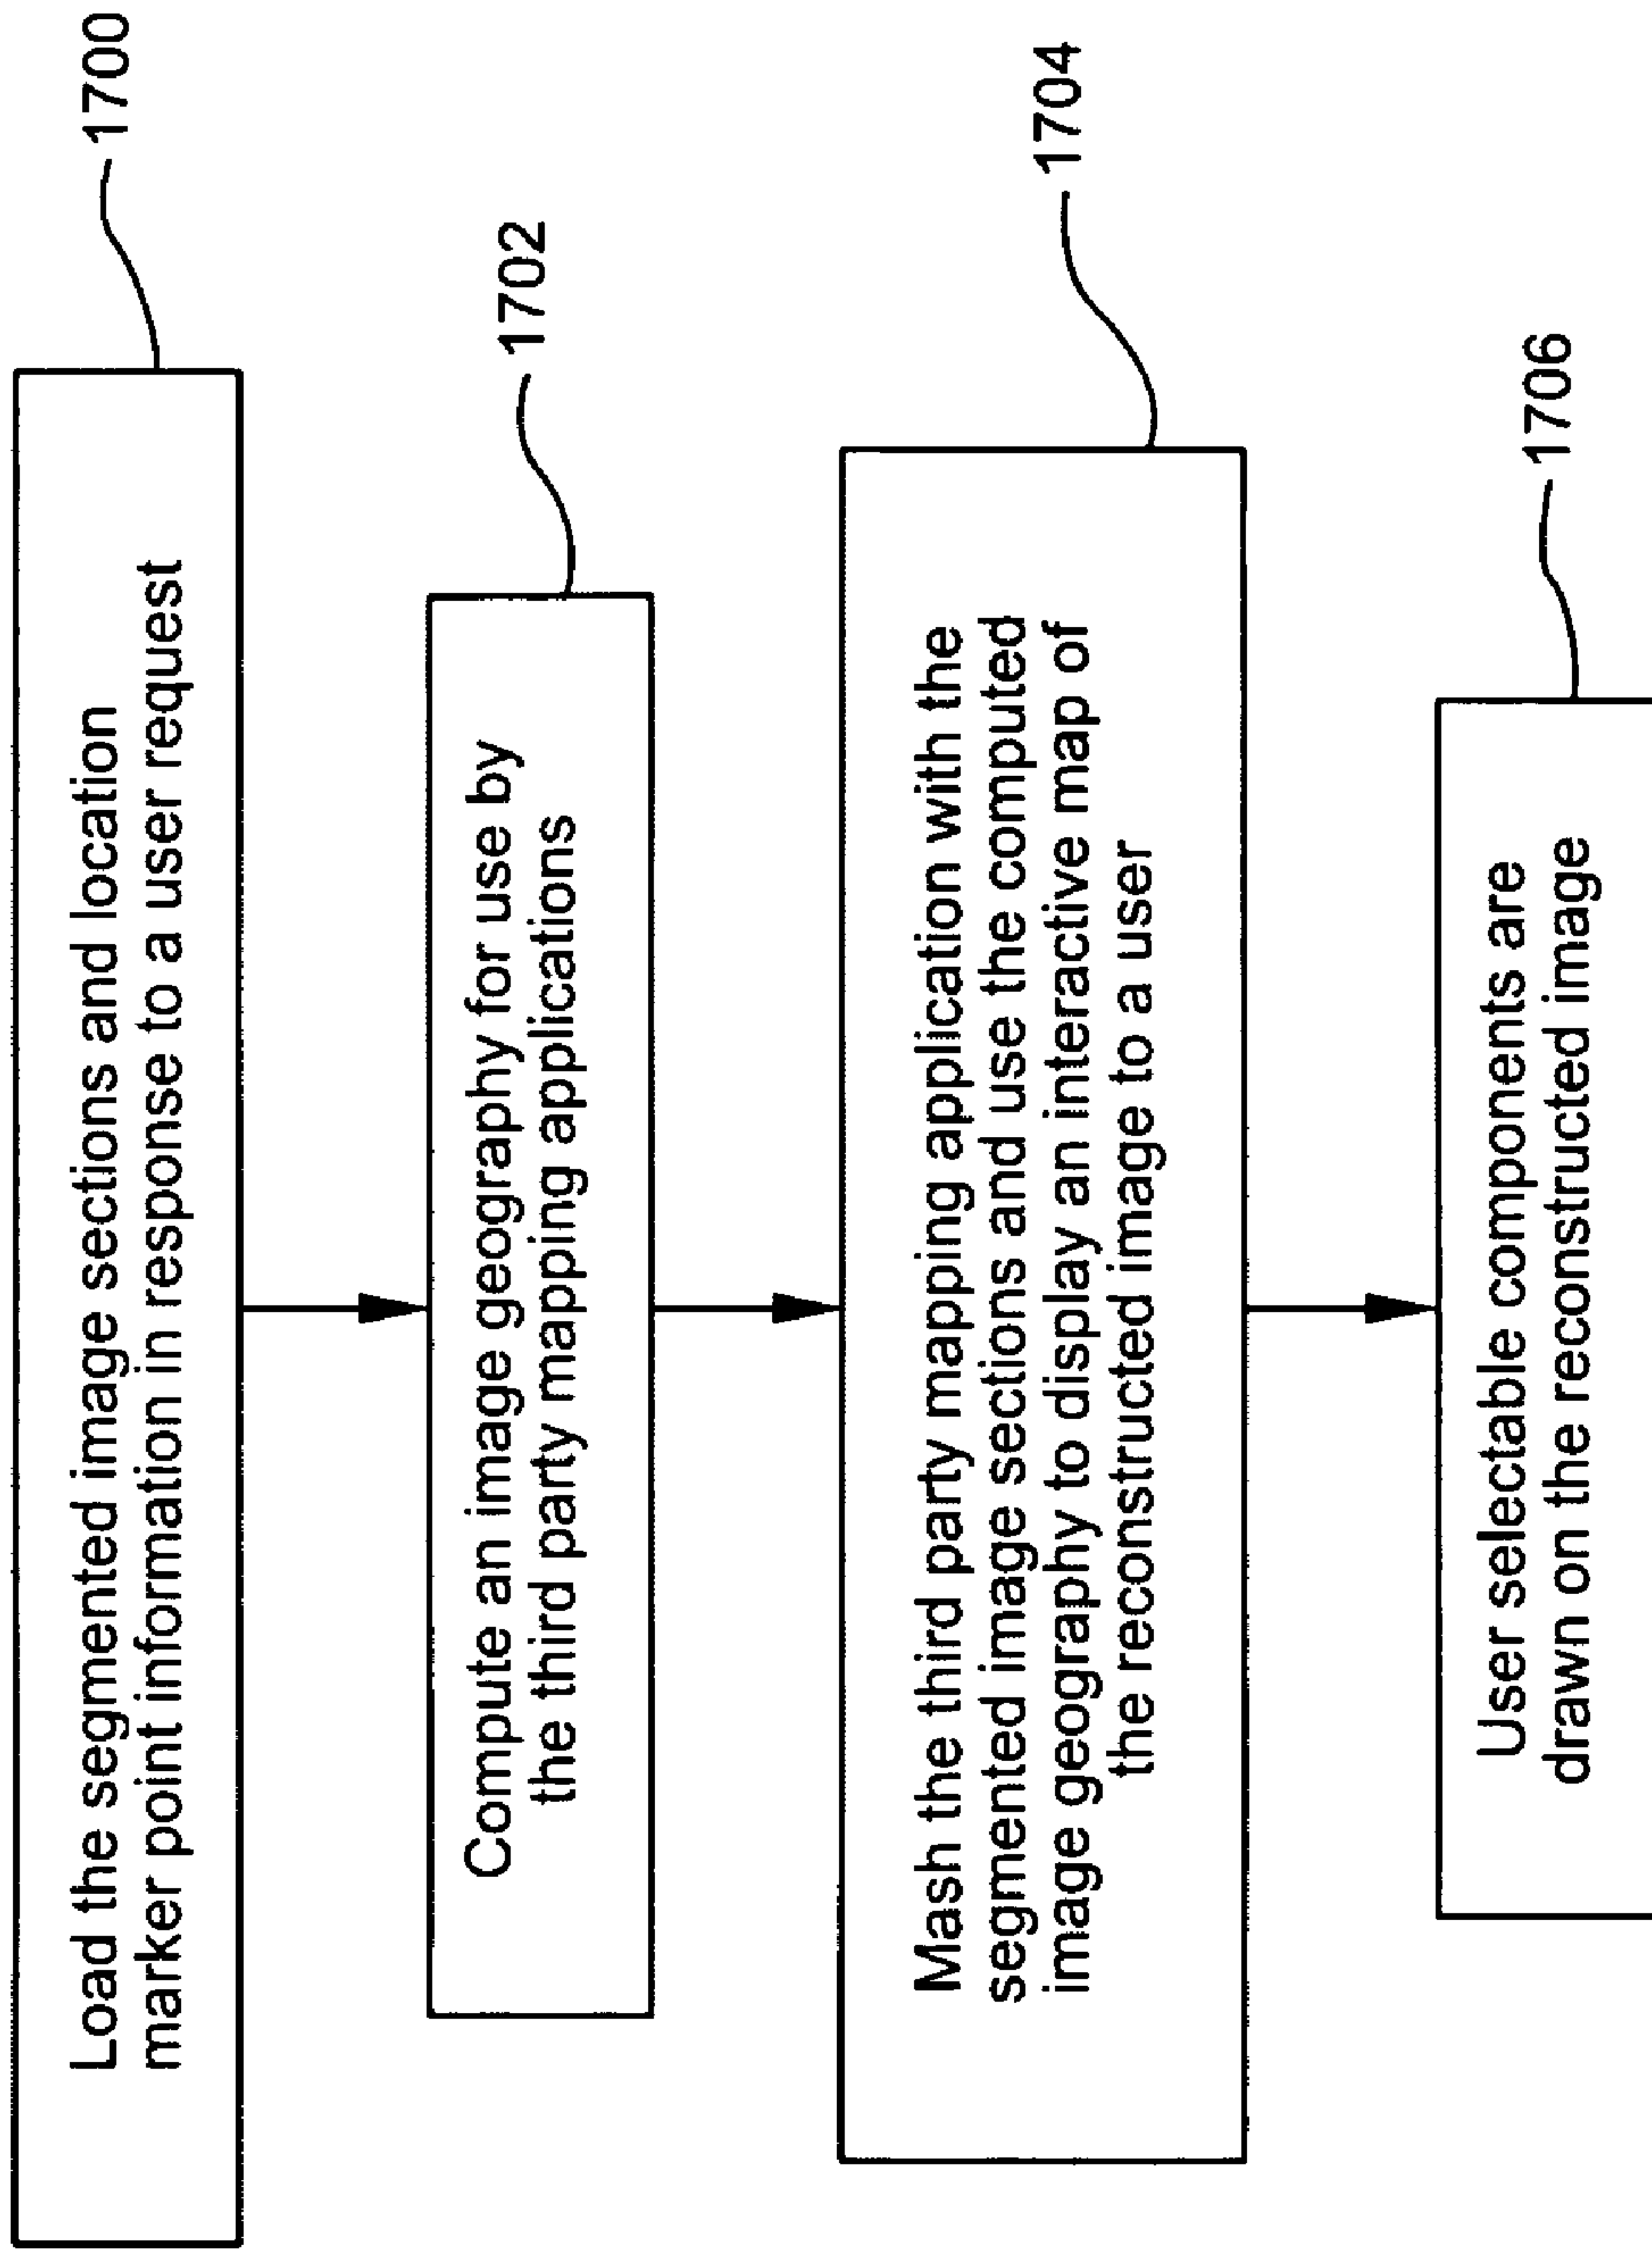 Load the segmented image sections and location
marker point information in response to a user request
1700
Compute an image geography for use by
the third party mapping applications
1702
Mash the third party mapping application with the
segmented image sections and use the computed
image geography to display an interactive map of
the reconstructed image to a user
1704
User selectable components are
drawn on the reconstructed image
1706